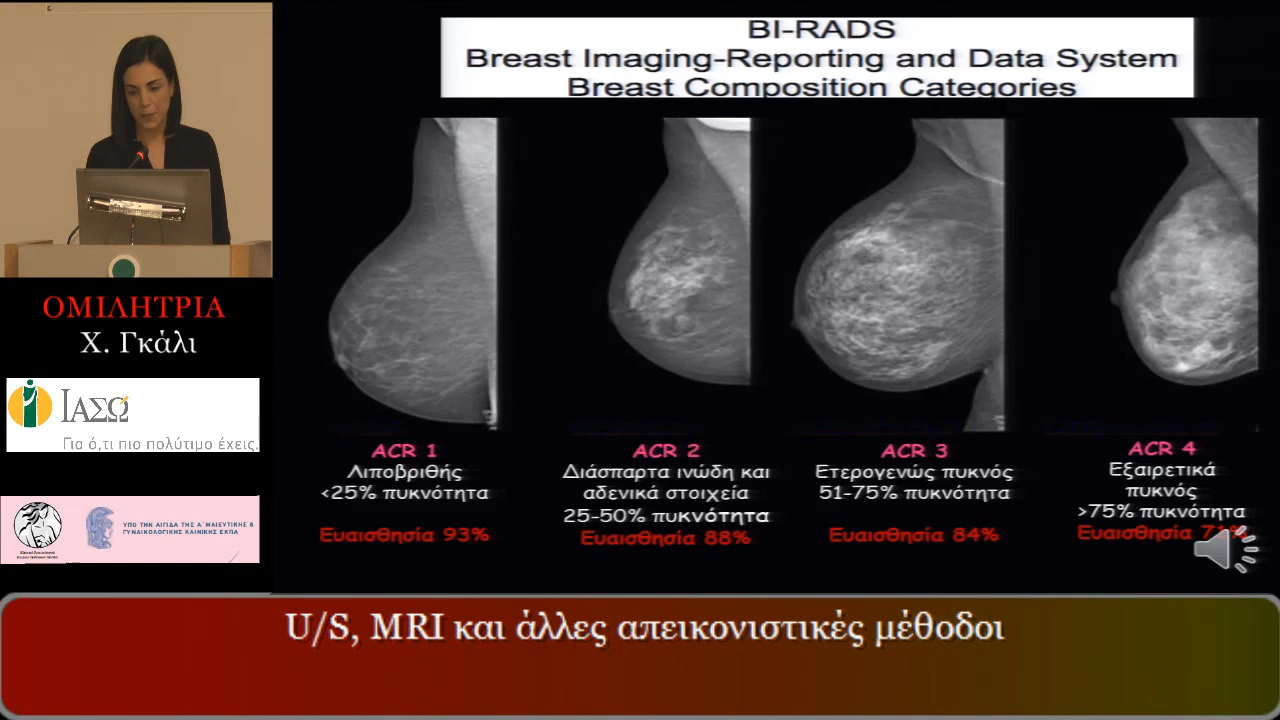 BI-RADS
Breast Imaging-Reporting and Data System
Breast Composition Categories
ΟΜΙΛΗΤΡΙΑ
Χ. Γκάλι
ΙΑΣΩ
Για ό,τι πιο πολύτιμο έχεις.
ΥΠΟ ΤΗΝ ΑΙΓΙΔΑ ΤΗΣ Α΄ΜΑΙΕΥΤΙΚΗΣ &
ΓΥΝΑΙΚΟΛΟΓΙΚΗΣ ΚΛΙΝΙΚΗΣ ΕΚΠΑ
ACR 1
Λιποβριθής
<25% πυκνότητα
Ευαισθησία 93%
ACR 2
Διάσπαρτα ινώδη και
αδενικά στοιχεία
25-50% πυκνότητα
Ευαισθησία 88%
ACR 3
Ετερογενώς πυκνός
51-75% πυκνότητα
Ευαισθησία 84%
ACR 4
Εξαιρετικά
πυκνός
>75% πυκνότητα
Ευαισθησία 71%
U/S, MRI και άλλες απεικονιστικές μέθοδοι